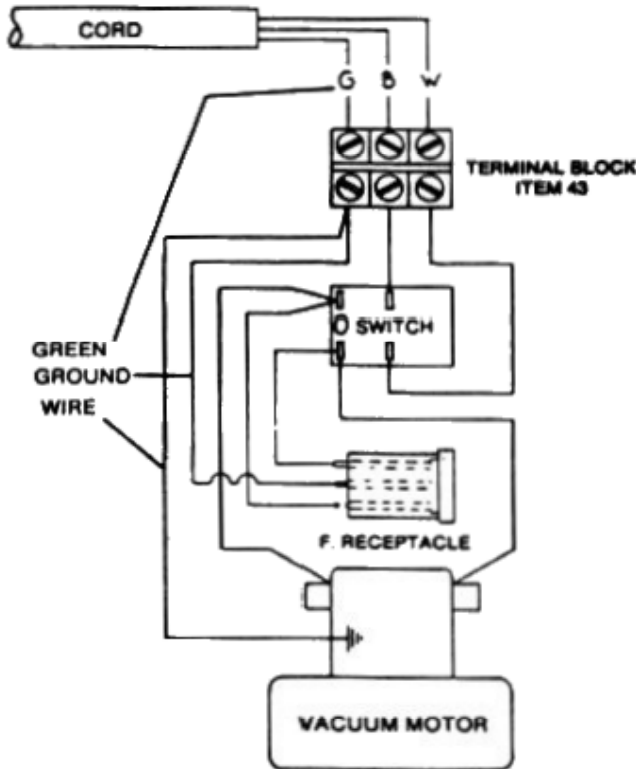 CORD
G B W
TERMINAL BLOCK
ITEM 43
O SWITCH
GREEN
GROUND
WIRE
F. RECEPTACLE
VACUUM MOTOR